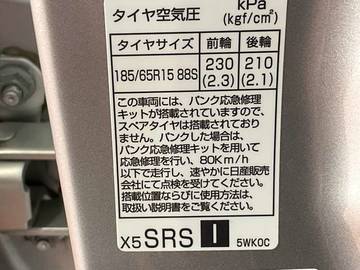 タイヤ空気圧 kPa
(kgf/cm²)
タイヤサイズ 前輪 後輪
185/65R15 88S 230 210
(2.3) (2.1)
この車両には、パンク応急修理
キットが搭載されていますので、
スペアタイヤは搭載されており
ません。パンクした場合は、
パンク応急修理キットを用いて
応急修理を行い、80Km/h
以下で走行し、速やかに日産販売
会社にて点検を受けてください。
搭載位置ならびに使用方法は、
取扱い説明書をご覧ください。
X5 SRS I 5WK0C